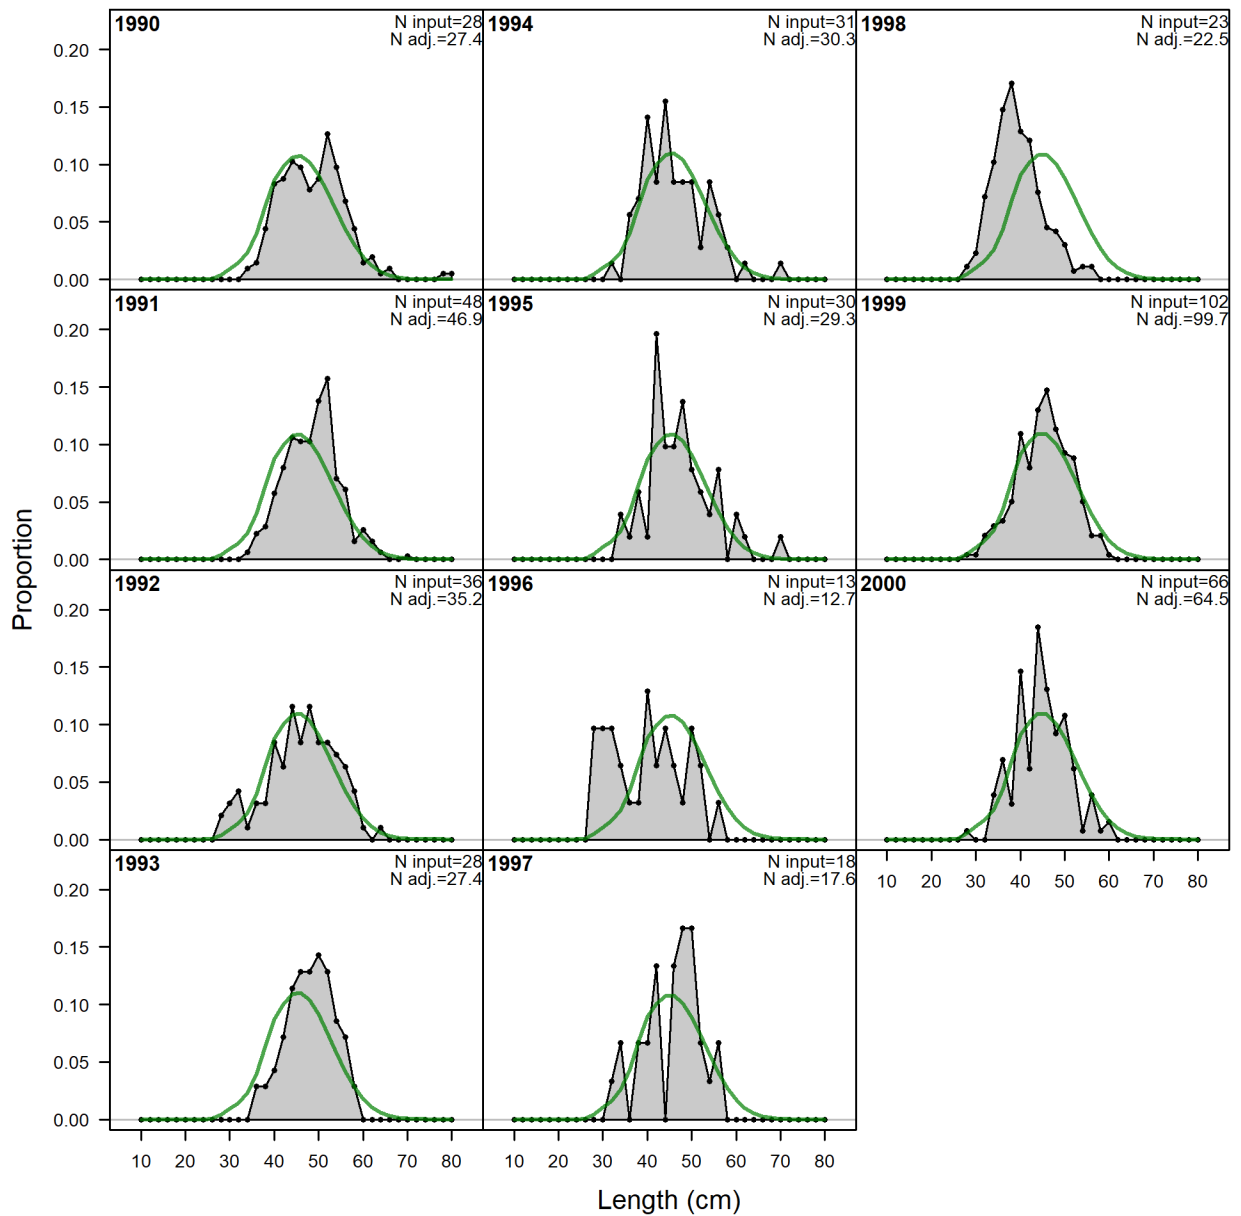 1990
N input=28
N adj.=27.4
1994
N input=31
N adj.=30.3
1998
N input=23
N adj.=22.5
0.20
0.15
0.10
0.05
0.00
1991
N input=48
N adj.=46.9
1995
N input=30
N adj.=29.3
1999
N input=102
N adj.=99.7
0.20
0.15
0.10
0.05
0.00
1992
N input=36
N adj.=35.2
1996
N input=13
N adj.=12.7
2000
N input=66
N adj.=64.5
0.20
0.15
0.10
0.05
0.00
10 20 30 40 50 60 70 80
1993
N input=28
N adj.=27.4
1997
N input=18
N adj.=17.6
0.20
0.15
0.10
0.05
0.00
10 20 30 40 50 60 70 80
10 20 30 40 50 60 70 80
Proportion
Length (cm)